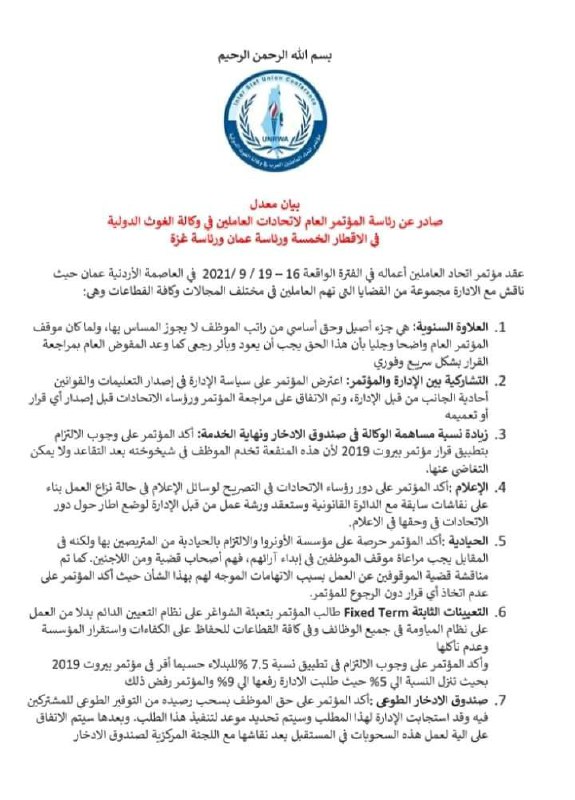 بسم الله الرحمن الرحيم
Inter Staf Union Conference
UNRWA
بيان معدل
صادر عن رئاسة المؤتمر العام لاتحادات العاملين في وكالة الغوث الدولية
في الاقطار الخمسة ورئاسة عمان ورئاسة غزة
عقد مؤتمر اتحاد العاملين أعماله في الفترة الواقعة 16 – 19 / 9 /2021 في العاصمة الأردنية عمان حيث
ناقش مع الادارة مجموعة من القضايا التي تهم العاملين في مختلف المجالات وكافة القطاعات وهي:
1. العلاوة السنوية: هي جزء أصيل وحق أساسي من راتب الموظف لا يجوز المساس بها، ولما كان موقف
المؤتمر العام واضحا وجليا بأن هذا الحق يجب أن يعود وبأثر رجعي كما وعد المفوض العام بمراجعة
القرار بشكل سريع وفوري
2. التشاركية بين الإدارة والمؤتمر: اعترض المؤتمر على سياسة الإدارة في إصدار التعليمات والقوانين
أحادية الجانب من قبل الإدارة، وتم الاتفاق على مراجعة المؤتمر ورؤساء الاتحادات قبل إصدار أي قرار
أو تعميمه
3. زيادة نسبة مساهمة الوكالة في صندوق الادخار ونهاية الخدمة: أكد المؤتمر على وجوب الالتزام
بتطبيق قرار مؤتمر بيروت 2019 لأن هذه المنفعة تخدم الموظف في شيخوخته بعد التقاعد ولا يمكن
التغاضي عنها.
4. الإعلام :أكد المؤتمر على دور رؤساء الاتحادات في التصريح لوسائل الإعلام في حالة نزاع العمل بناء
على نقاشات سابقة مع الدائرة القانونية وستعقد ورشة عمل من قبل الإدارة لوضع اطار حول دور
الاتحادات في وحقها في الاعلام.
5. الحيادية :أكد المؤتمر حرصة على مؤسسة الأونروا والالتزام بالحيادية من المتربصين بها ولكنه في
المقابل يجب مراعاة موقف الموظفين في إبداء آرائهم، فهم أصحاب قضية ومن اللاجئين. كما تم
مناقشة قضية الموقوفين عن العمل بسبب الاتهامات الموجه لهم بهذا الشأن حيث أكد المؤتمر على
عدم اتخاذ أي قرار دون الرجوع للمؤتمر.
6. التعيينات الثابتة Fixed Term طالب المؤتمر بتعبئة الشواغر على نظام التعيين الدائم بدلا من العمل
على نظام المياومة في جميع الوظائف وفي كافة القطاعات للحفاظ على الكفاءات واستقرار المؤسسة
وعدم تآكلها
وأكد المؤتمر على وجوب الالتزام في تطبيق نسبة 7.5 %للبدلاء حسبما أقر في مؤتمر بيروت 2019
بحيث تنزل النسبة الي 5% حيث طلبت الادارة رفعها الي 9% والمؤتمر رفض ذلك
7. صندوق الادخار الطوعي :أكد المؤتمر على حق الموظف بسحب رصيده من التوفير الطوعي للمشتركين
فيه وقد استجابت الإدارة لهذا المطلب وسيتم تحديد موعد لتنفيذ هذا الطلب. وبعدها سيتم الاتفاق
على الية لعمل هذه السحوبات في المستقبل بعد نقاشها مع اللجنة المركزية لصندوق الادخار